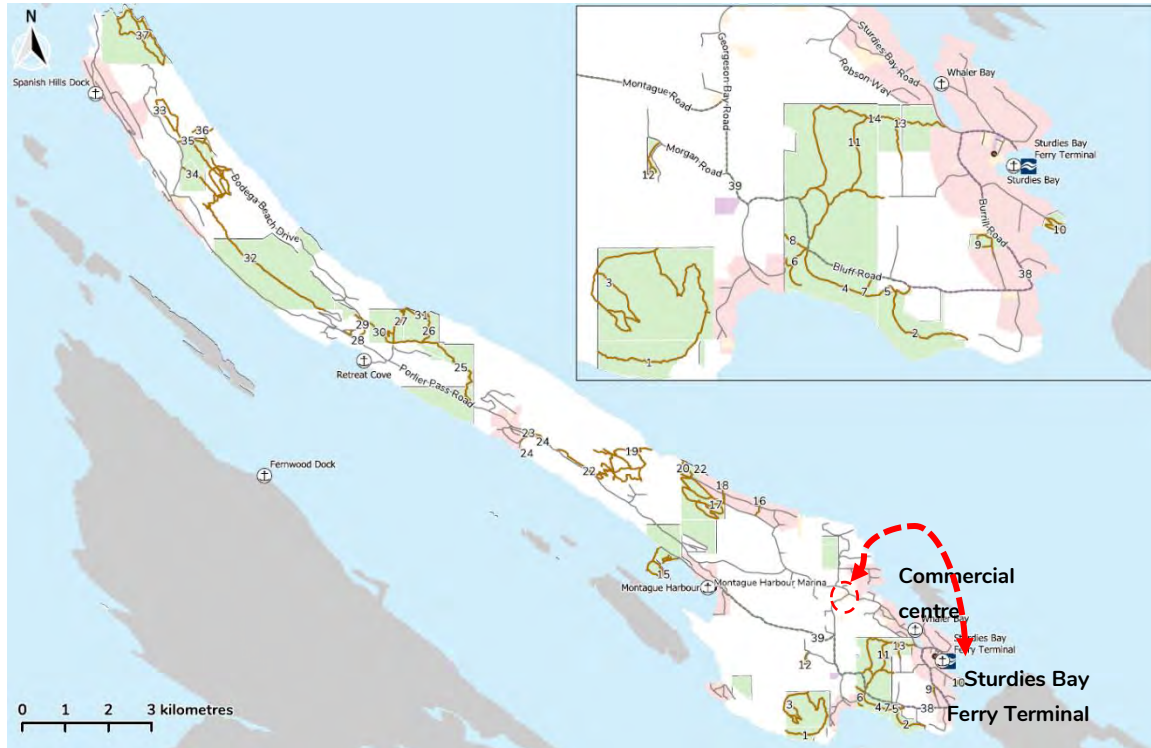 N
37
Spanish Hills Dock
33
36
35
34
Bodega Beach Drive
32
29
28
30
27
31
26
25
Retreat Cove
Porlier Pass Road
23
24
24
22
19
20
22
18
17
16
Fernwood Dock
15
Montague Harbour
Montague Harbour Marina
Commercial
centre
Whaler Bay
39
12
11
13
Sturdies Bay
Ferry Terminal
10
9
Sturdies Bay
Ferry Terminal
6
4
7
5
38
2
3
1
0 1 2 3 kilometres
Sturdies Bay Road
Georgeson Bay Road
Robson Way
Whaler Bay
Montague Road
14
13
11
Sturdies Bay
Ferry Terminal
Sturdies Bay
Morgan Road
12
39
Burrill Road
10
9
8
6
Bluff Road
38
3
4
7
5
2
1